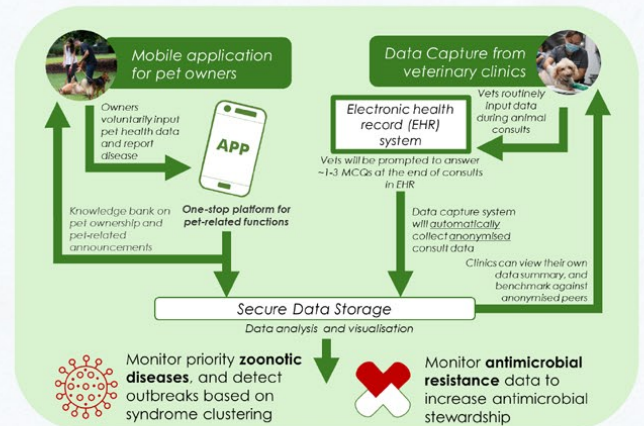 Mobile application
for pet owners
Owners
voluntarily input
pet health data
and report
disease
APP
One-stop platform for
pet-related functions
Knowledge bank on
pet ownership and
pet-related
announcements
Data Capture from
veterinary clinics
Vets routinely
input data
during animal
consults
Electronic health
record (EHR)
system
Vets will be prompted to answer
~1-3 MCQs at the end of consults
in EHR
Data capture system
will automatically
collect anonymised
consult data
Clinics can view their own
data summary, and
benchmark against
anonymised peers
Secure Data Storage
Data analysis and visualisation
Monitor priority zoonotic
diseases, and detect
outbreaks based on
syndrome clustering
Monitor antimicrobial
resistance data to
increase antimicrobial
stewardship